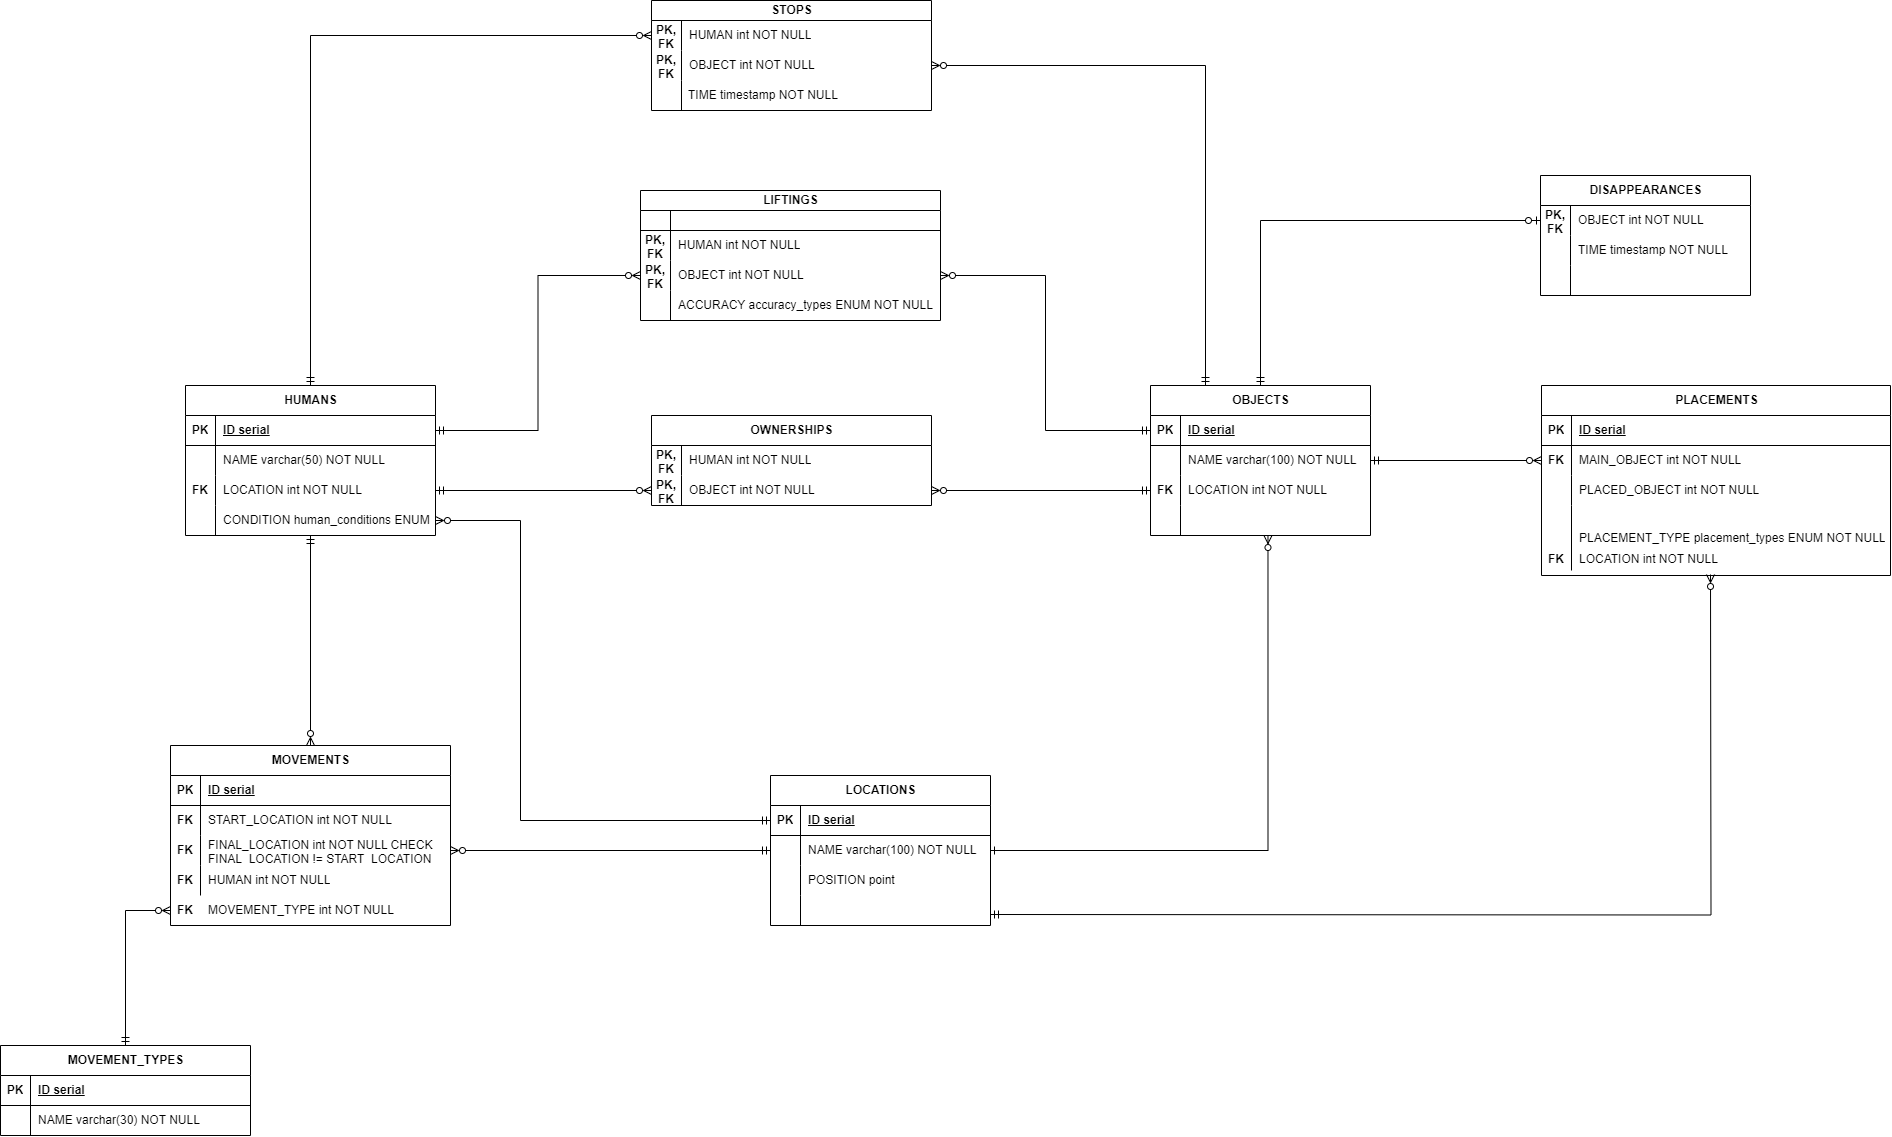 STOPS
PK, FK
HUMAN int NOT NULL
PK, FK
OBJECT int NOT NULL
TIME timestamp NOT NULL
LIFTINGS
PK, FK
HUMAN int NOT NULL
PK, FK
OBJECT int NOT NULL
ACCURACY accuracy_types ENUM NOT NULL
DISAPPEARANCES
PK, FK
OBJECT int NOT NULL
TIME timestamp NOT NULL
HUMANS
PK
ID serial
NAME varchar(50) NOT NULL
FK
LOCATION int NOT NULL
CONDITION human_conditions ENUM
OWNERSHIPS
PK, FK
HUMAN int NOT NULL
PK, FK
OBJECT int NOT NULL
OBJECTS
PK
ID serial
NAME varchar(100) NOT NULL
FK
LOCATION int NOT NULL
PLACEMENTS
PK
ID serial
FK
MAIN_OBJECT int NOT NULL
PLACED_OBJECT int NOT NULL
PLACEMENT_TYPE placement_types ENUM NOT NULL
FK
LOCATION int NOT NULL
MOVEMENTS
PK
ID serial
FK
START_LOCATION int NOT NULL
FK
FINAL_LOCATION int NOT NULL CHECK
FINAL_LOCATION != START_LOCATION
FK
HUMAN int NOT NULL
FK
MOVEMENT_TYPE int NOT NULL
LOCATIONS
PK
ID serial
NAME varchar(100) NOT NULL
POSITION point
MOVEMENT_TYPES
PK
ID serial
NAME varchar(30) NOT NULL